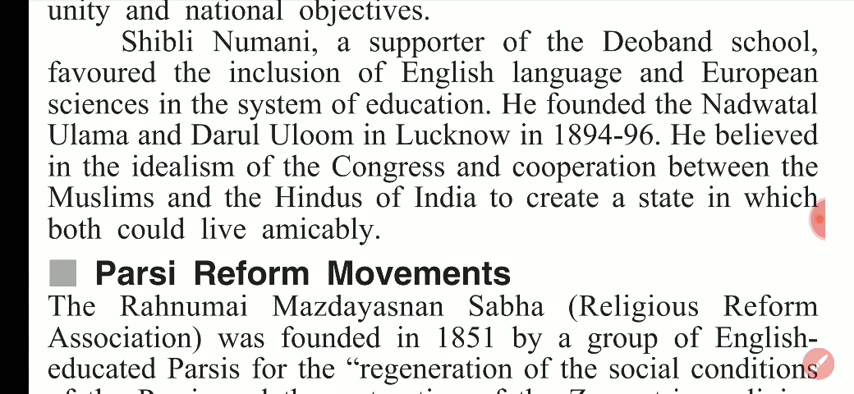 unity and national objectives.
Shibli Numani, a supporter of the Deoband school,
favoured the inclusion of English language and European
sciences in the system of education. He founded the Nadwatal
Ulama and Darul Uloom in Lucknow in 1894-96. He believed
in the idealism of the Congress and cooperation between the
Muslims and the Hindus of India to create a state in which
both could live amicably.
Parsi Reform Movements
The Rahnumai Mazdayasnan Sabha (Religious Reform
Association) was founded in 1851 by a group of English-
educated Parsis for the “regeneration of the social conditions